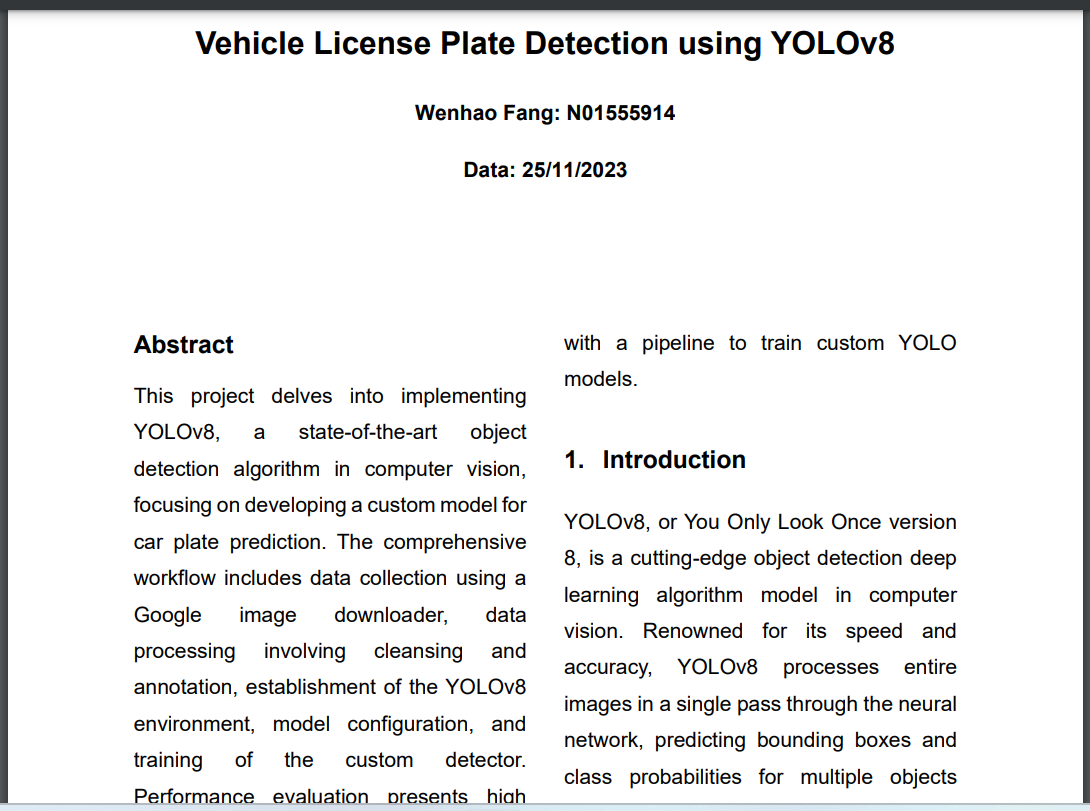 Vehicle License Plate Detection using YOLOv8
Wenhao Fang: N01555914
Data: 25/11/2023
Abstract
This project delves into implementing
YOLOv8, a state-of-the-art object
detection algorithm in computer vision,
focusing on developing a custom model for
car plate prediction. The comprehensive
workflow includes data collection using a
Google image downloader, data
processing involving cleansing and
annotation, establishment of the YOLOv8
environment, model configuration, and
training of the custom detector.
Performance evaluation presents high
with a pipeline to train custom YOLO
models.
1. Introduction
YOLOv8, or You Only Look Once version
8, is a cutting-edge object detection deep
learning algorithm model in computer
vision. Renowned for its speed and
accuracy, YOLOv8 processes entire
images in a single pass through the neural
network, predicting bounding boxes and
class probabilities for multiple objects